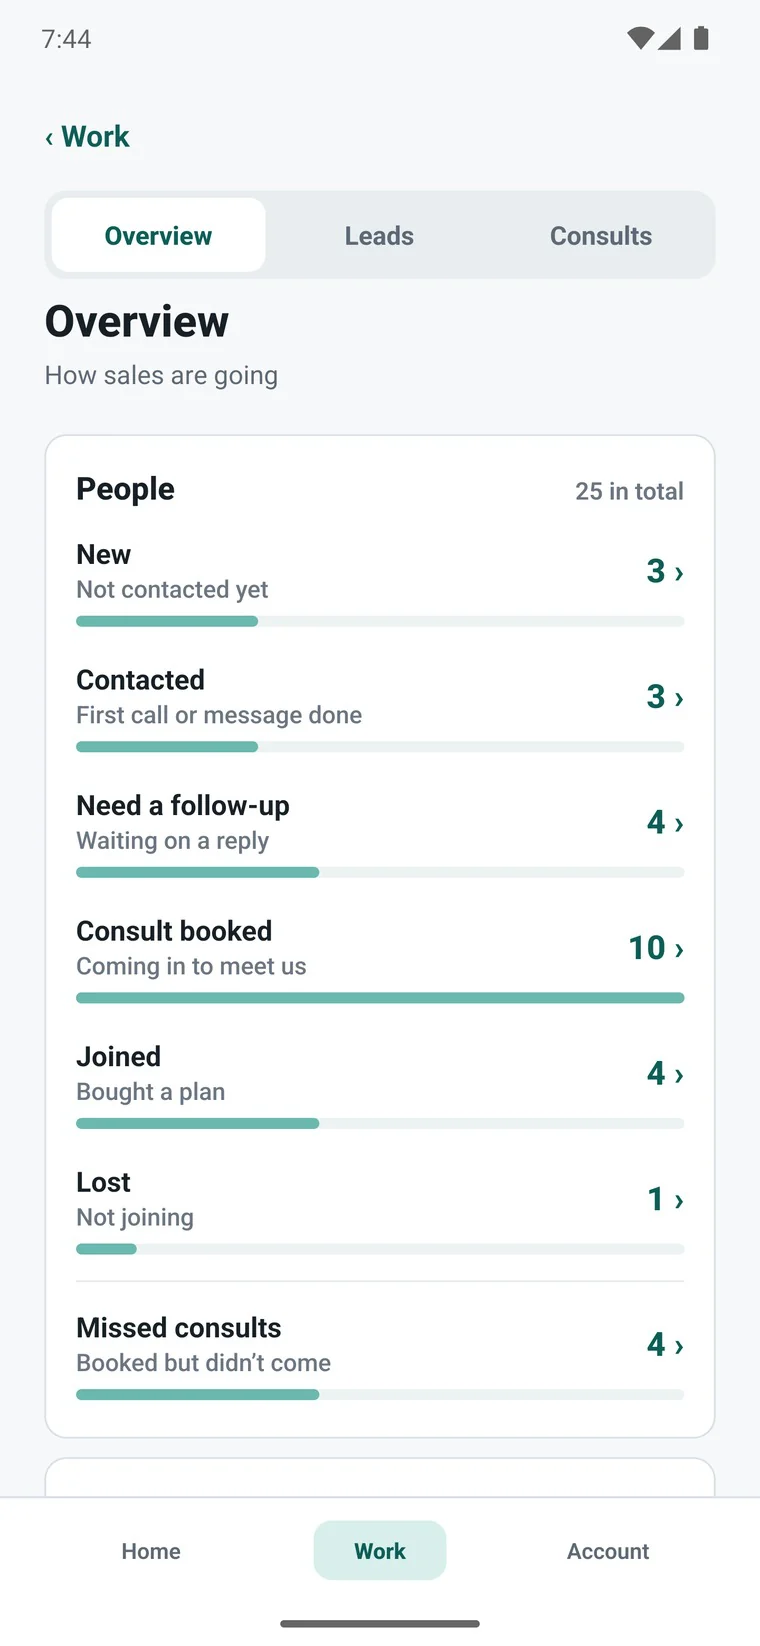 7:44
‹ Work
Overview
Leads
Consults
Overview
How sales are going
People
25 in total
New
Not contacted yet
3 ›
Contacted
First call or message done
3 ›
Need a follow-up
Waiting on a reply
4 ›
Consult booked
Coming in to meet us
10 ›
Joined
Bought a plan
4 ›
Lost
Not joining
1 ›
Missed consults
Booked but didn’t come
4 ›
Home
Work
Account